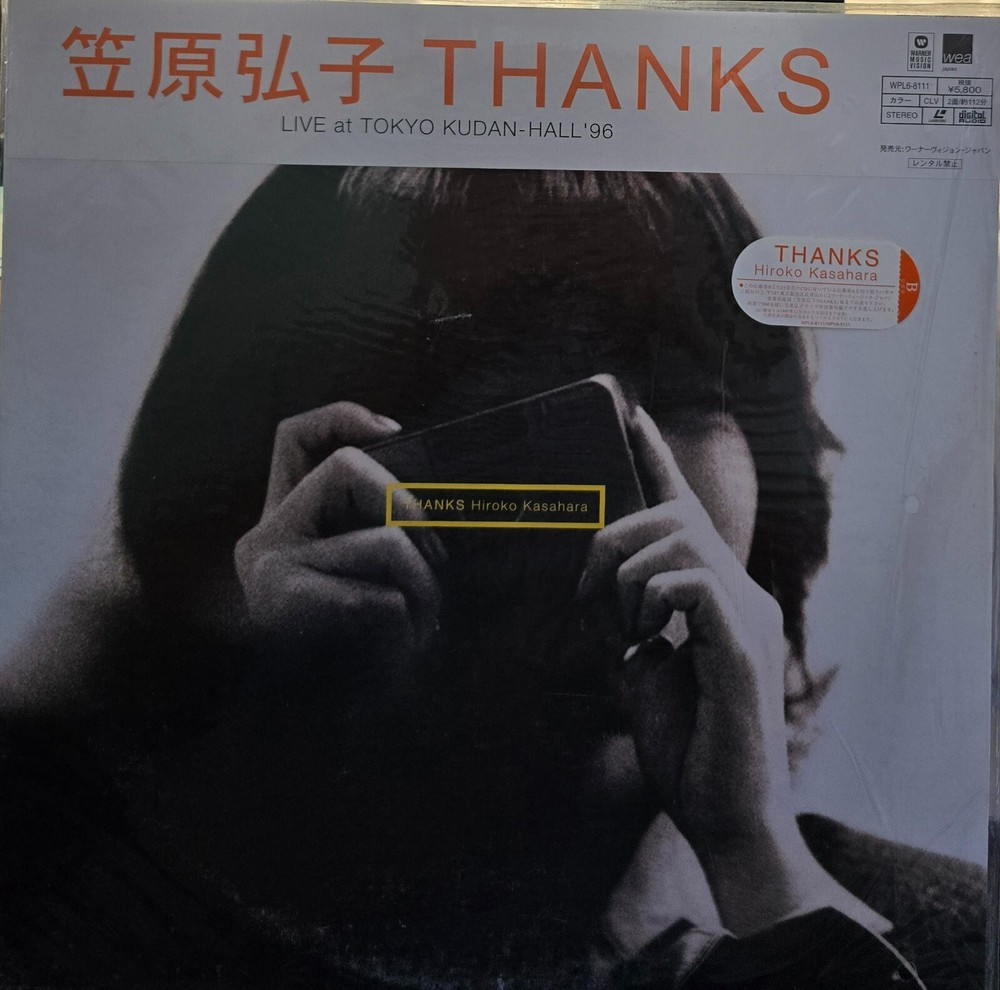 笠原弘子 THANKS
LIVE at TOKYO KUDAN-HALL'96
WARNER
MUSIC
VISION
wea
japan
WPL6-8111
税抜
¥5,800
カラー CLV 2面/約112分
STEREO digital AUDIO
発売元:ワーナーヴィジョン・ジャパン
レンタル禁止
THANKS
Hiroko Kasahara
B
THANKS Hiroko Kasahara